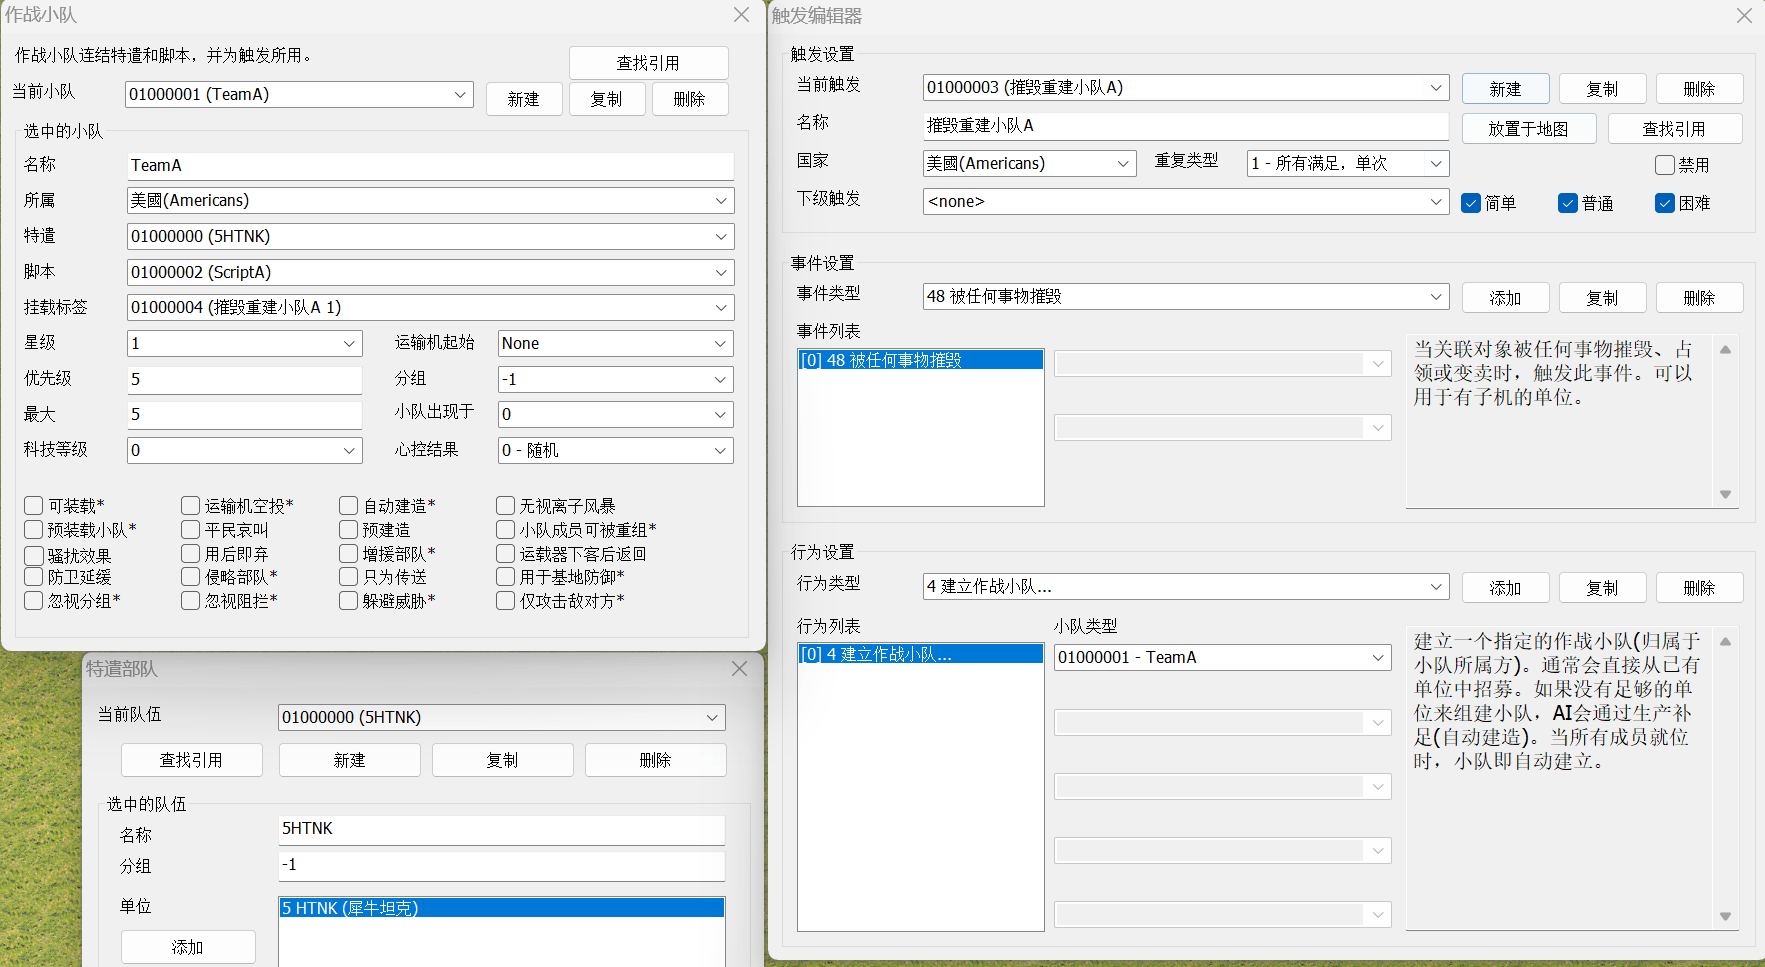 作战小队
作战小队连结特遣和脚本，并为触发所用。
查找引用
当前小队
01000001 (TeamA)
新建
复制
删除
选中的小队
名称
TeamA
所属
美國(Americans)
特遣
01000000 (5HTNK)
脚本
01000002 (ScriptA)
挂载标签
01000004 (摧毁重建小队A 1)
星级
1
运输机起始
None
优先级
5
分组
-1
最大
5
小队出现于
0
科技等级
0
心控结果
0 - 随机
可装载*
运输机空投*
自动建造*
无视离子风暴
预装载小队*
平民哀叫
预建造
小队成员可被重组*
骚扰效果
用后即弃
增援部队*
运载器下客后返回
防卫延缓
侵略部队*
只为传送
用于基地防御*
忽视分组*
忽视阻拦*
躲避威胁*
仅攻击敌对方*
特遣部队
当前队伍
01000000 (5HTNK)
查找引用
新建
复制
删除
选中的队伍
名称
5HTNK
分组
-1
单位
5 HTNK (犀牛坦克)
添加
触发编辑器
触发设置
当前触发
01000003 (摧毁重建小队A)
新建
复制
删除
名称
摧毁重建小队A
放置于地图
查找引用
国家
美國(Americans)
重复类型
1 - 所有满足，单次
禁用
下级触发
<none>
简单
普通
困难
事件设置
事件类型
48 被任何事物摧毁
添加
复制
删除
事件列表
[0] 48 被任何事物摧毁
当关联对象被任何事物摧毁、占
领或变卖时，触发此事件。可以
用于有子机的单位。
行为设置
行为类型
4 建立作战小队...
添加
复制
删除
行为列表
小队类型
[0] 4 建立作战小队...
01000001 - TeamA
建立一个指定的作战小队(归属于
小队所属方)。通常会直接从已有
单位中招募。如果没有足够的单
位来组建小队，AI会通过生产补
足(自动建造)。当所有成员就位
时，小队即自动建立。